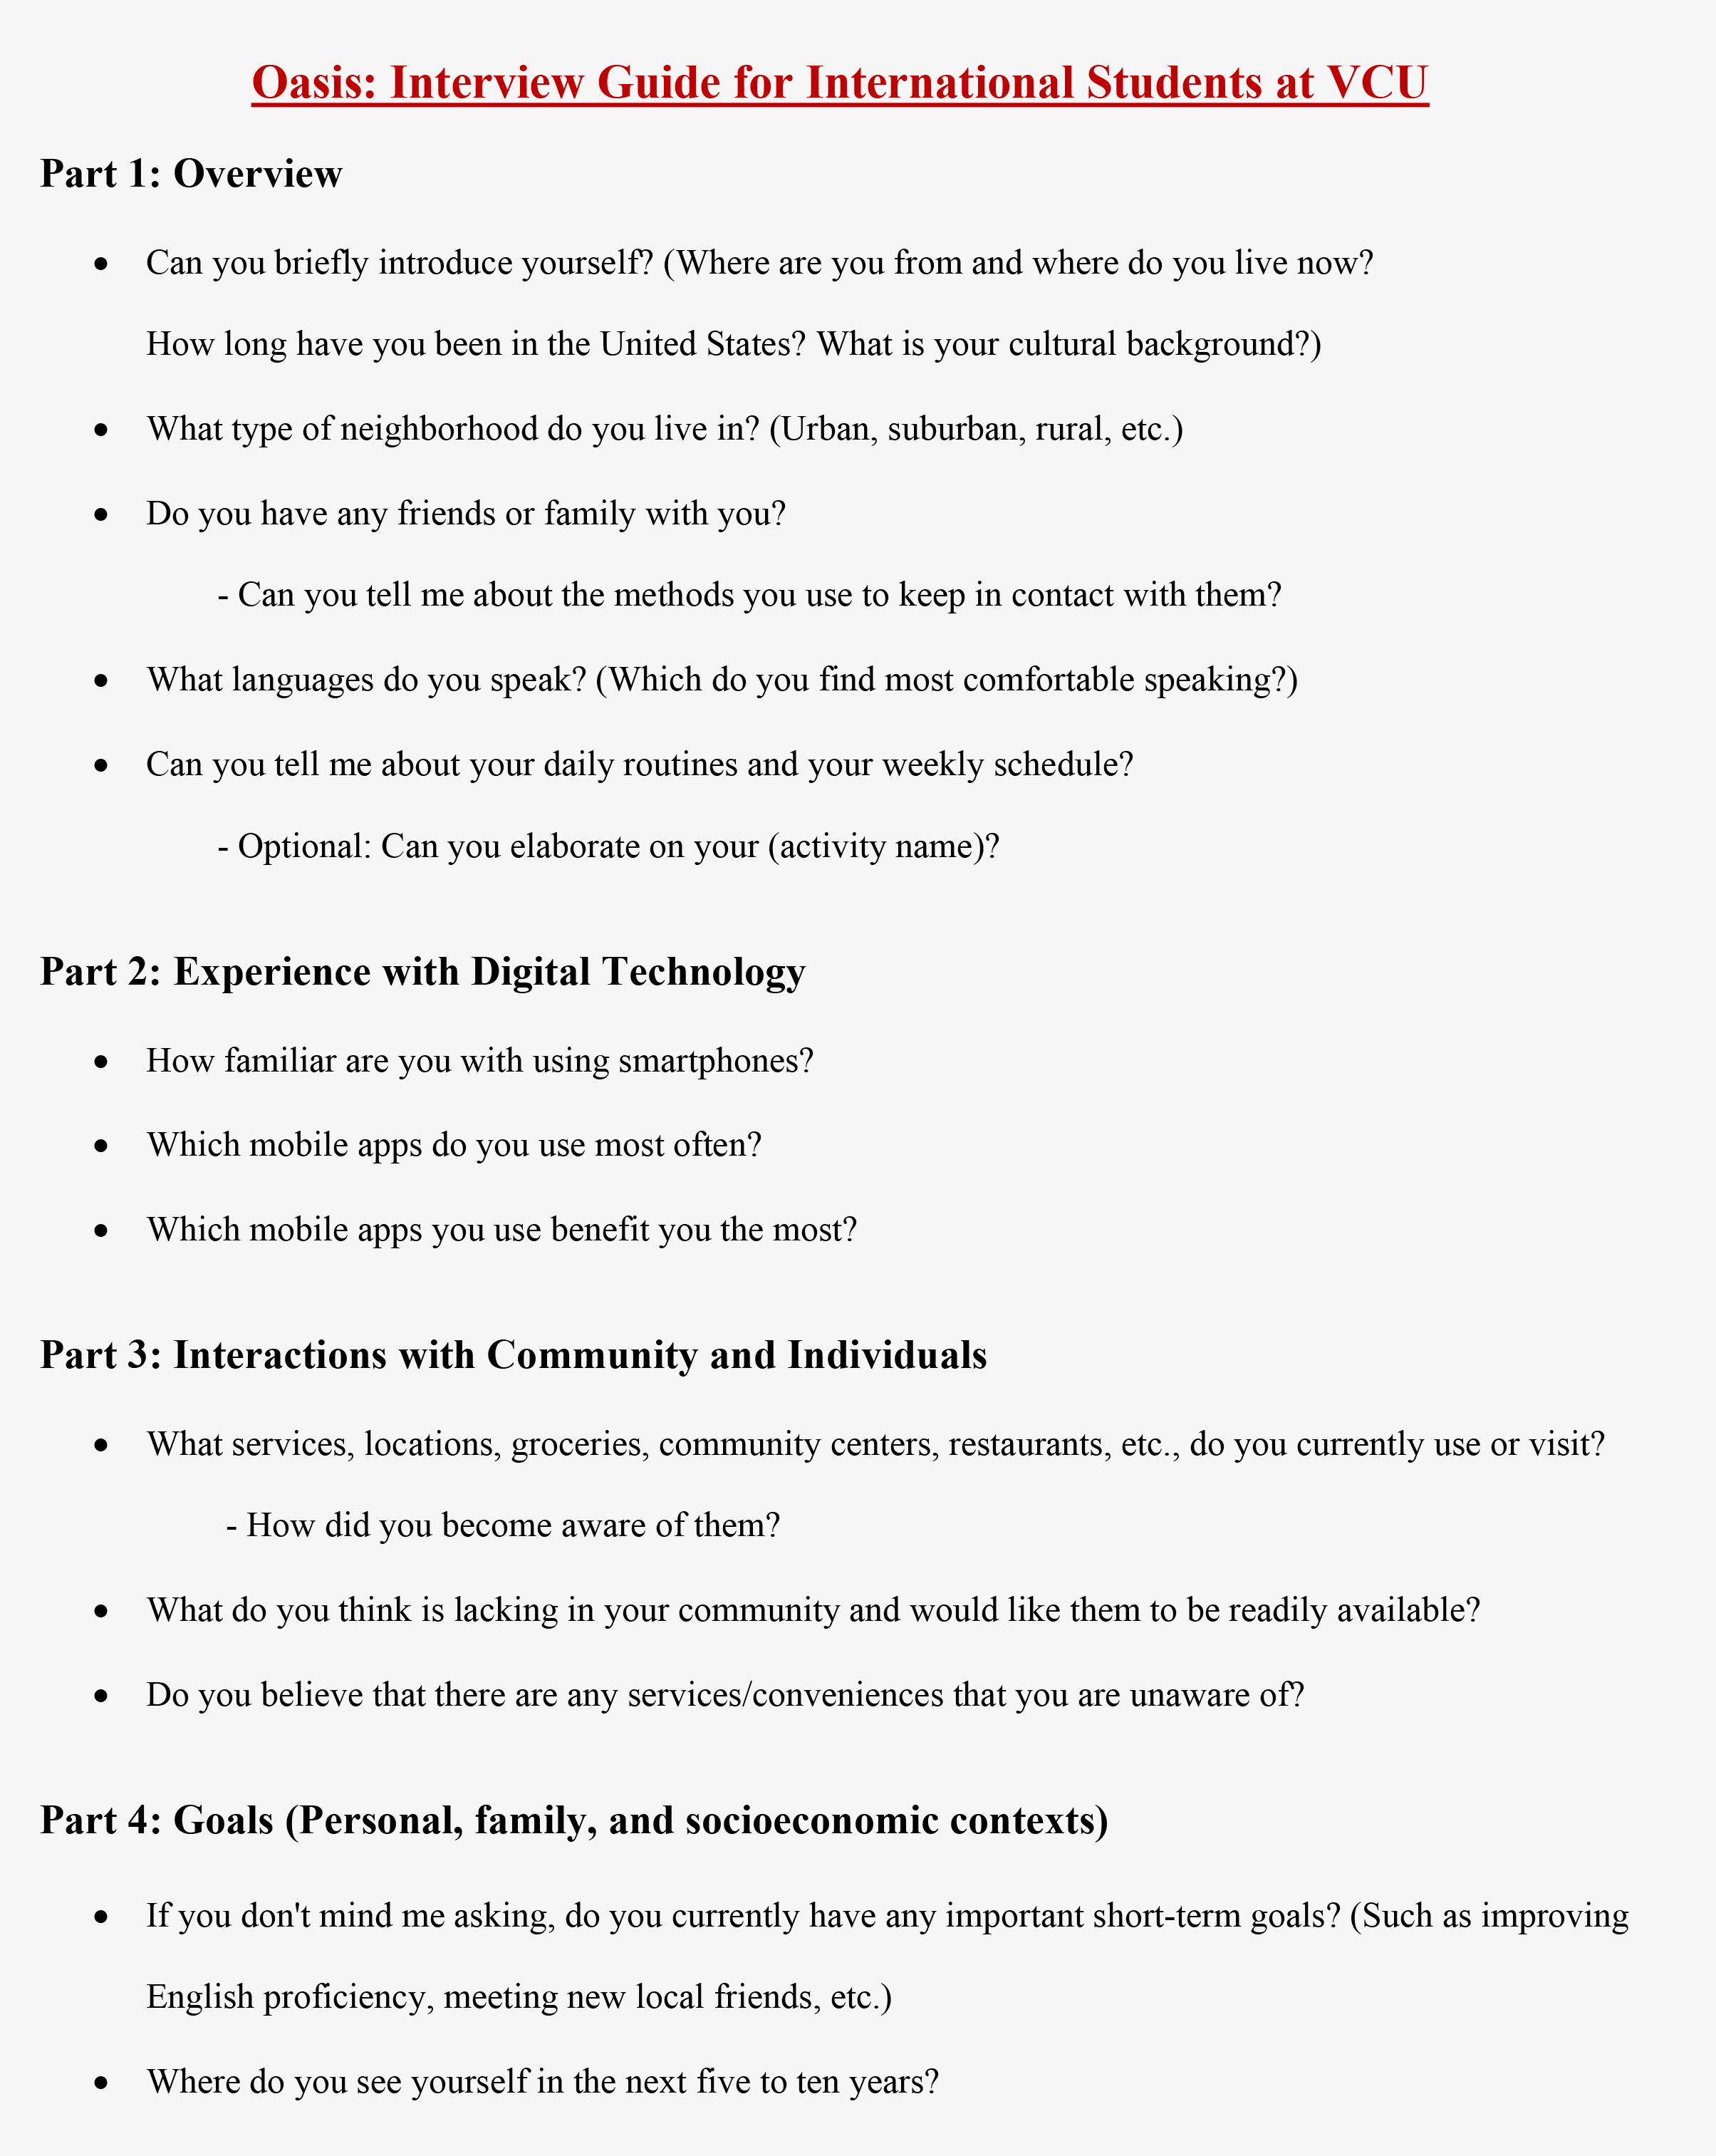 Oasis: Interview Guide for International Students at VCU
Part 1: Overview
• Can you briefly introduce yourself? (Where are you from and where do you live now?
How long have you been in the United States? What is your cultural background?)
• What type of neighborhood do you live in? (Urban, suburban, rural, etc.)
• Do you have any friends or family with you?
- Can you tell me about the methods you use to keep in contact with them?
• What languages do you speak? (Which do you find most comfortable speaking?)
• Can you tell me about your daily routines and your weekly schedule?
- Optional: Can you elaborate on your (activity name)?
Part 2: Experience with Digital Technology
• How familiar are you with using smartphones?
• Which mobile apps do you use most often?
• Which mobile apps you use benefit you the most?
Part 3: Interactions with Community and Individuals
• What services, locations, groceries, community centers, restaurants, etc., do you currently use or visit?
- How did you become aware of them?
• What do you think is lacking in your community and would like them to be readily available?
• Do you believe that there are any services/conveniences that you are unaware of?
Part 4: Goals (Personal, family, and socioeconomic contexts)
• If you don't mind me asking, do you currently have any important short-term goals? (Such as improving
English proficiency, meeting new local friends, etc.)
• Where do you see yourself in the next five to ten years?